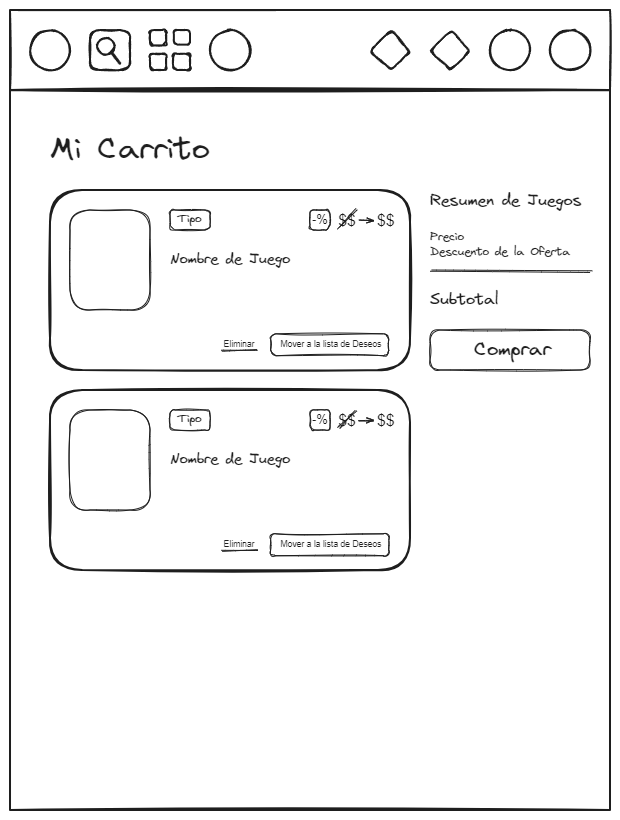 Mi Carrito
Tipo
-% $$ → $$
Nombre de Juego
Eliminar
Mover a la lista de Deseos
Tipo
-% $$ → $$
Nombre de Juego
Eliminar
Mover a la lista de Deseos
Resumen de Juegos
Precio
Descuento de la Oferta
Subtotal
Comprar